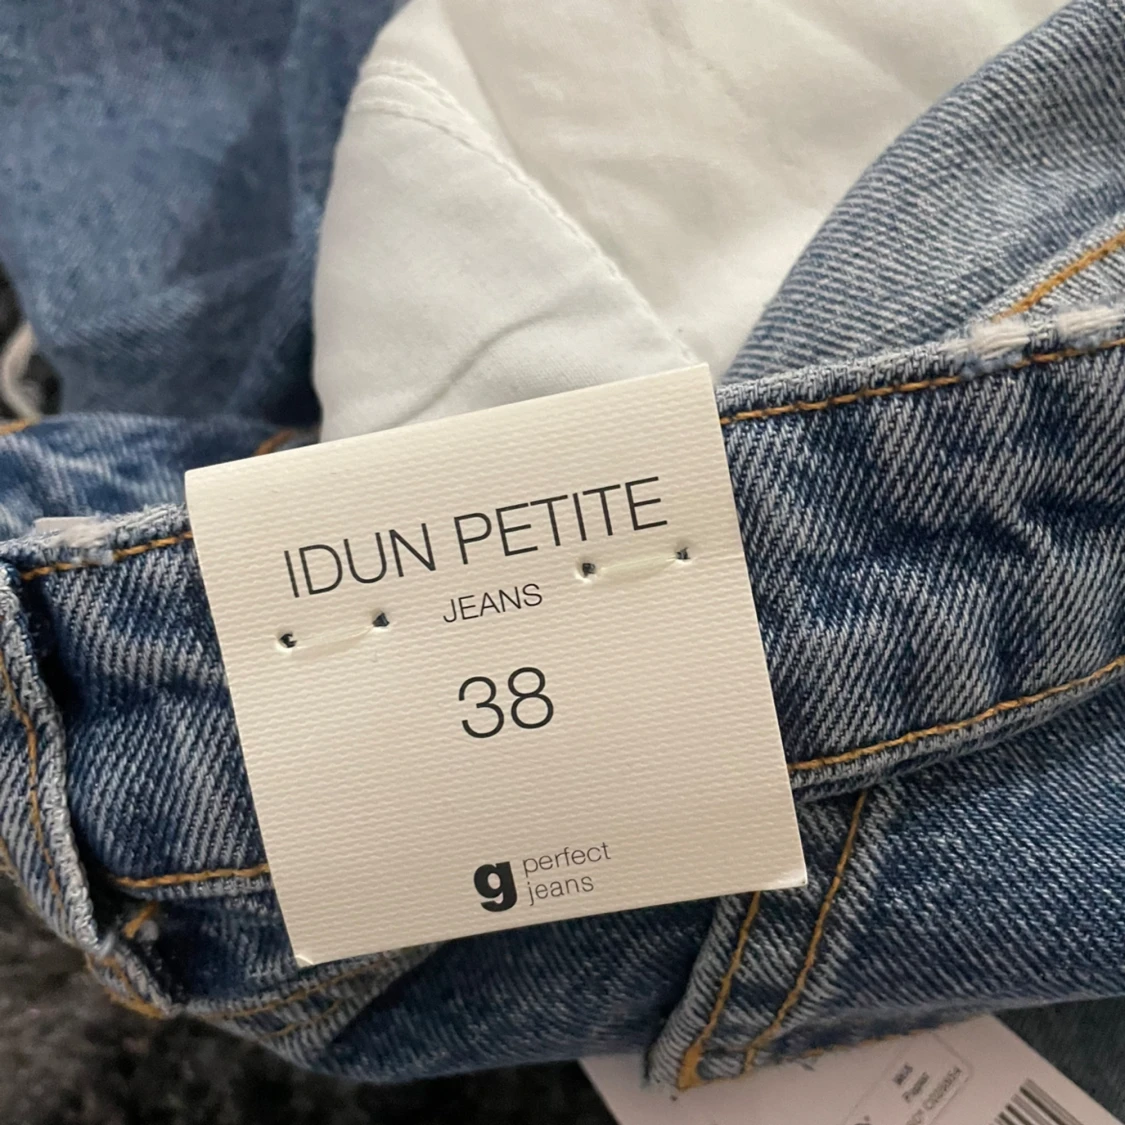 IDUN PETITE
JEANS
38
g perfect
jeans